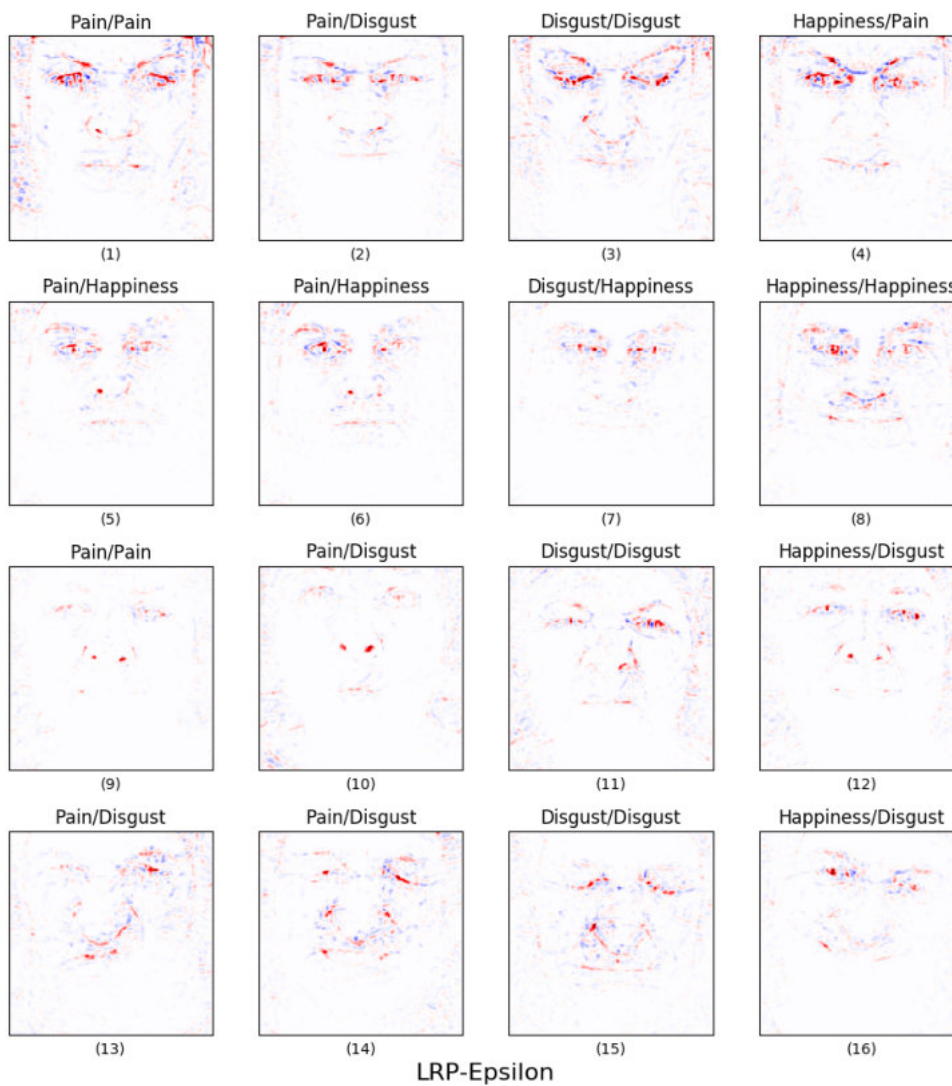 Pain/Pain Pain/Disgust Disgust/Disgust Happiness/Pain
(1) (2) (3) (4)
Pain/Happiness Pain/Happiness Disgust/Happiness Happiness/Happiness
(5) (6) (7) (8)
Pain/Pain Pain/Disgust Disgust/Disgust Happiness/Disgust
(9) (10) (11) (12)
Pain/Disgust Pain/Disgust Disgust/Disgust Happiness/Disgust
(13) (14) (15) (16)
LRP-Epsilon